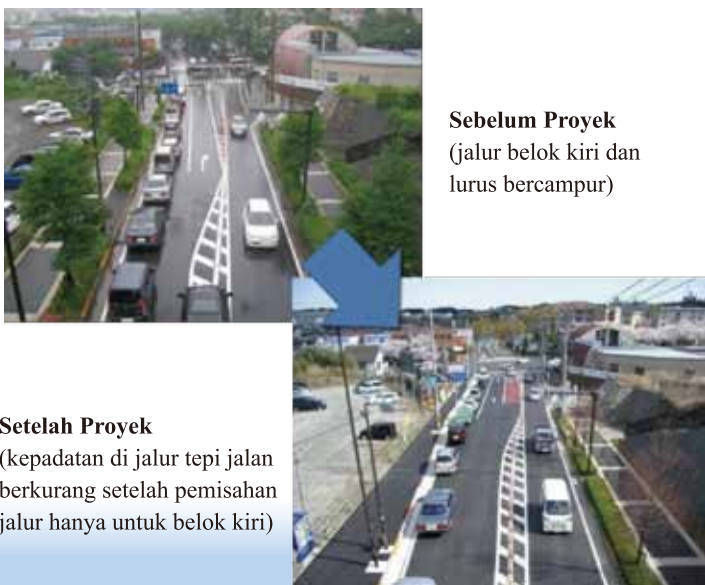 Sebelum Proyek
(jalur belok kiri dan
lurus bercampur)
Setelah Proyek
(kepadatan di jalur tepi jalan
berkurang setelah pemisahan
jalur hanya untuk belok kiri)